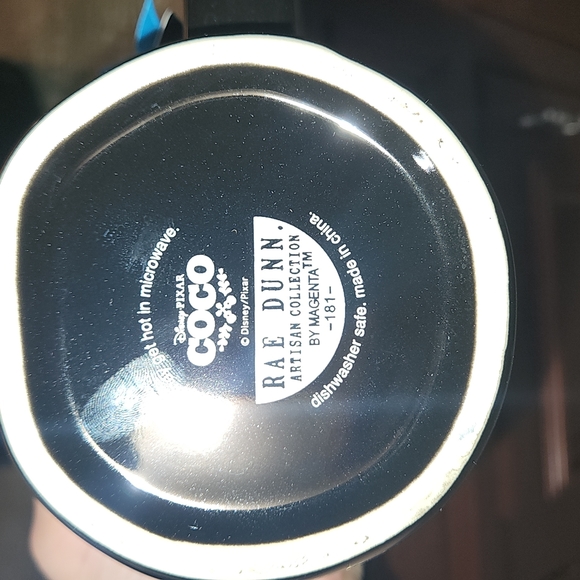 get hot in microwave.
Disney PIXAR
COCO
© Disney/Pixar
RAE DUNN.
ARTISAN COLLECTION
BY MAGENTA™
-181-
dishwasher safe. made in china.